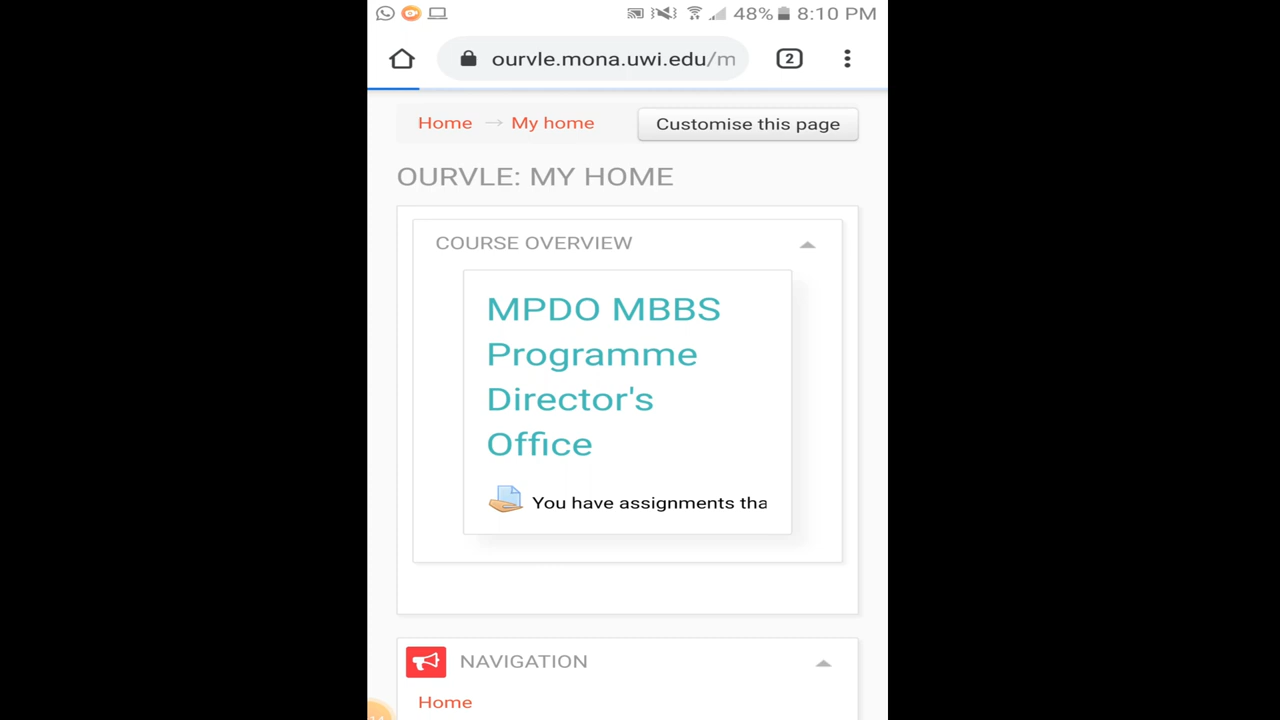 48% 8:10 PM
ourvle.mona.uwi.edu/m 2
Home → My home Customise this page
OURVLE: MY HOME
COURSE OVERVIEW
MPDO MBBS
Programme
Director's
Office
You have assignments tha
NAVIGATION
Home